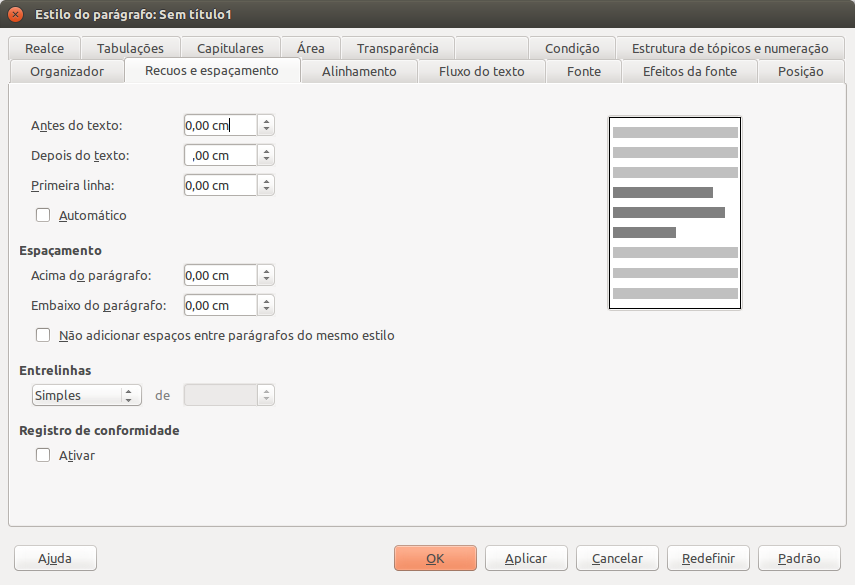 Estilo do parágrafo: Sem título1
Realce Tabulações Capitulares Área Transparência Condição Estrutura de tópicos e numeração
Organizador Recuos e espaçamento Alinhamento Fluxo do texto Fonte Efeitos da fonte Posição
Antes do texto: 0,00 cm
Depois do texto: ,00 cm
Primeira linha: 0,00 cm
Automático
Espaçamento
Acima do parágrafo: 0,00 cm
Embaixo do parágrafo: 0,00 cm
Não adicionar espaços entre parágrafos do mesmo estilo
Entrelinhas
Simples de
Registro de conformidade
Ativar
Ajuda OK Aplicar Cancelar Redefinir Padrão